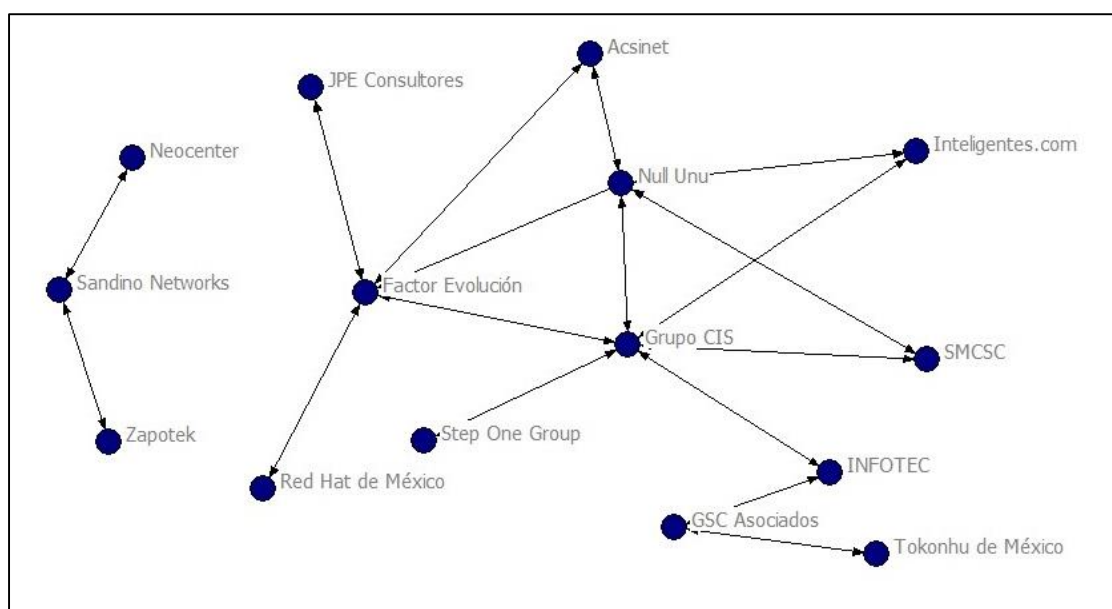 Acsinet
JPE Consultores
Neocenter
Inteligentes.com
Null Unu
Sandino Networks
Factor Evolución
Grupo CIS
SMCSC
Zapotek
Step One Group
Red Hat de México
INFOTEC
GSC Asociados
Tokonhu de México